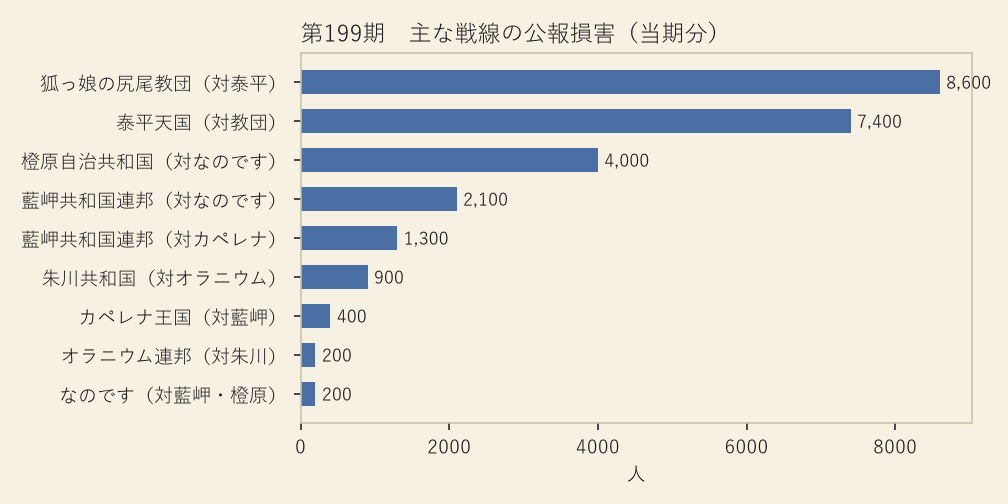 第199期　主な戦線の公報損害（当期分）
狐っ娘の尻尾教団（対泰平） 8,600
泰平天国（対教団） 7,400
橙原自治共和国（対なのです） 4,000
藍岬共和国連邦（対なのです） 2,100
藍岬共和国連邦（対カペレナ） 1,300
朱川共和国（対オラニウム） 900
カペレナ王国（対藍岬） 400
オラニウム連邦（対朱川） 200
なのです（対藍岬・橙原） 200
0 2000 4000 6000 8000
人